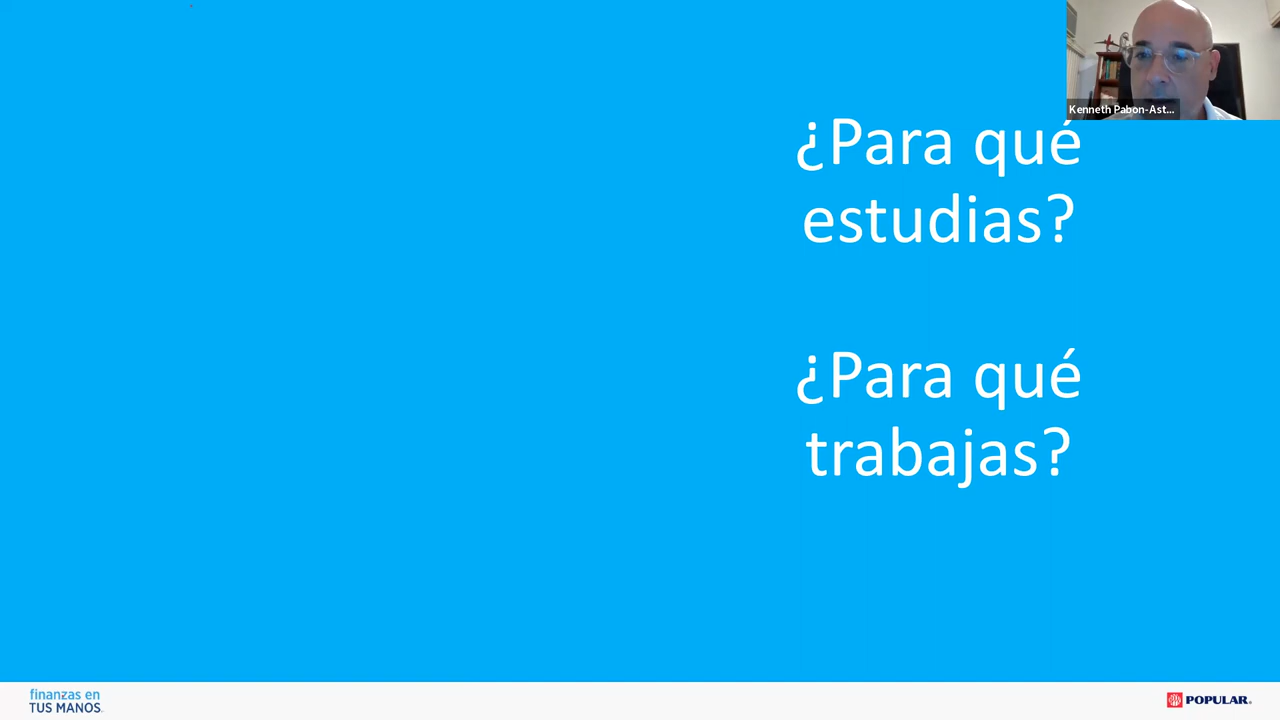 Kenneth Pabon-Ast...
¿Para qué
estudias?
¿Para qué
trabajas?
finanzas en
TUS MANOS.
POPULAR.